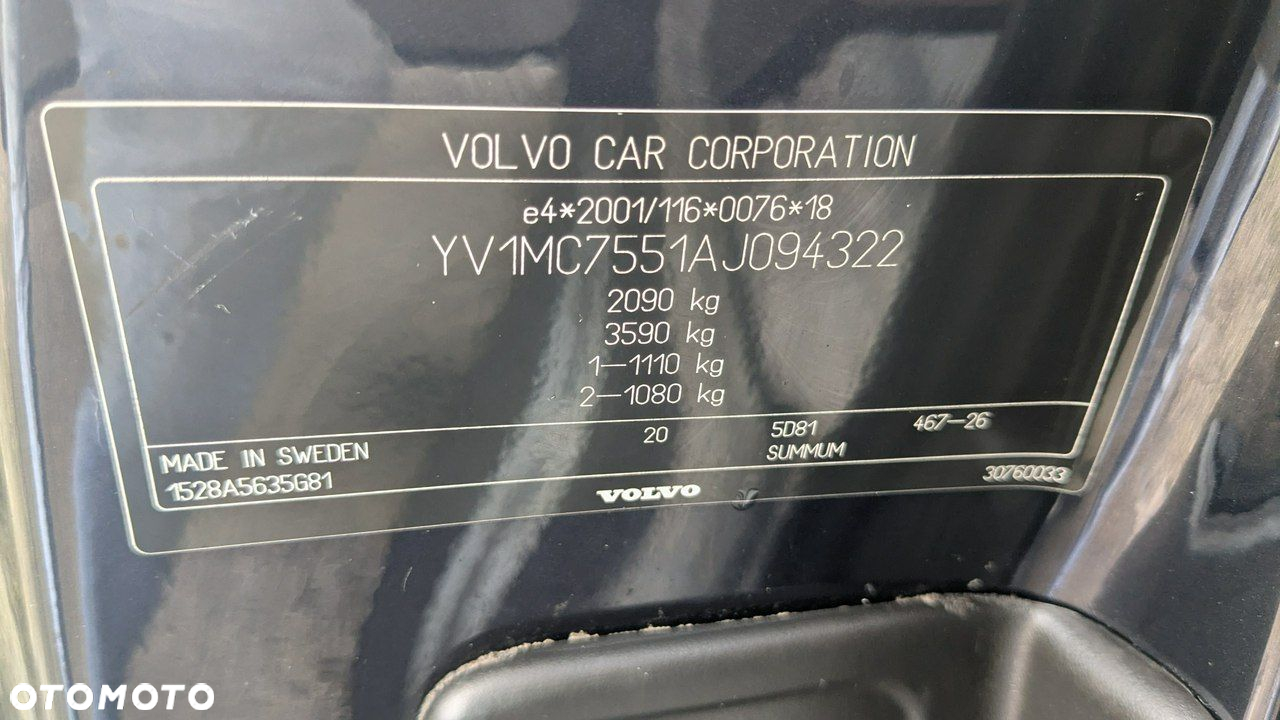 VOLVO CAR CORPORATION
e4*2001/116*0076*18
YV1MC7551AJ094322
2090 kg
3590 kg
1–1110 kg
2–1080 kg
MADE IN SWEDEN 20 5D81 467–26
1528A5635G81 SUMMUM
VOLVO 30760033
OTOMOTO